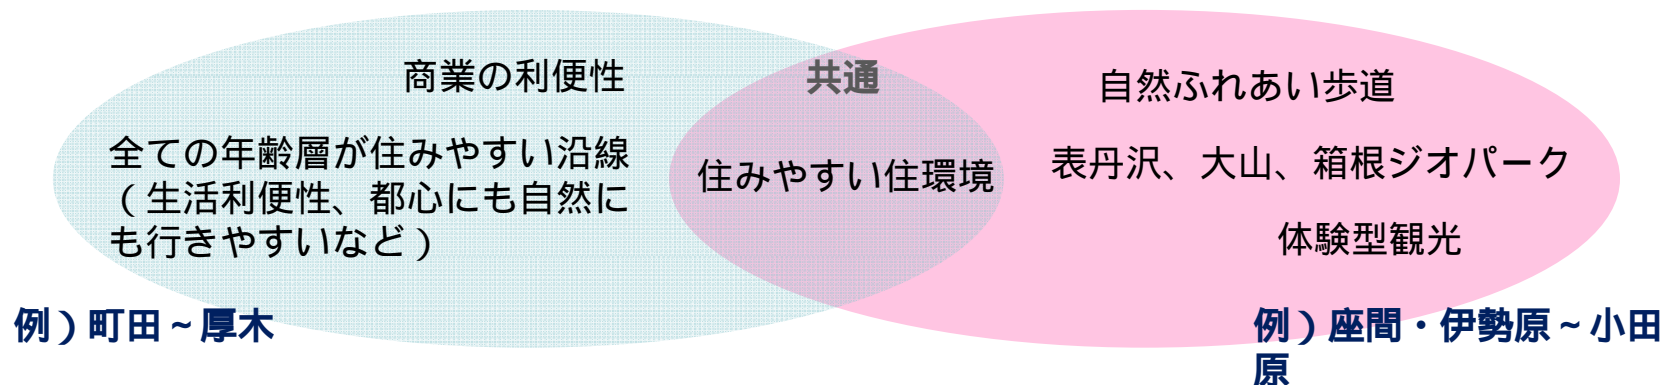 商業の利便性
全ての年齢層が住みやすい沿線
（生活利便性、都心にも自然に
も行きやすいなど）
例）町田～厚木
共通
住みやすい住環境
自然ふれあい歩道
表丹沢、大山、箱根ジオパーク
体験型観光
例）座間・伊勢原～小田
原